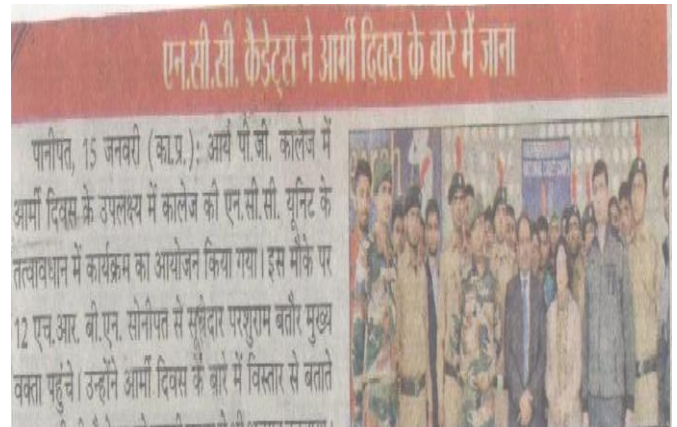 एन.सी.सी. कैडेट्स ने आर्मी दिवस के बारे में जाना
पानीपत, 15 जनवरी (का.प्र.): आर्य पी.जी. कालेज में
आर्मी दिवस के उपलक्ष्य में कालेज की एन.सी.सी. यूनिट के
तत्वावधान में कार्यक्रम का आयोजन किया गया। इस मौके पर
12 एच.आर. बी.एन. सोनीपत से सूबेदार परशुराम बतौर मुख्य
वक्ता पहुंचे। उन्होंने आर्मी दिवस के बारे में विस्तार से बताते